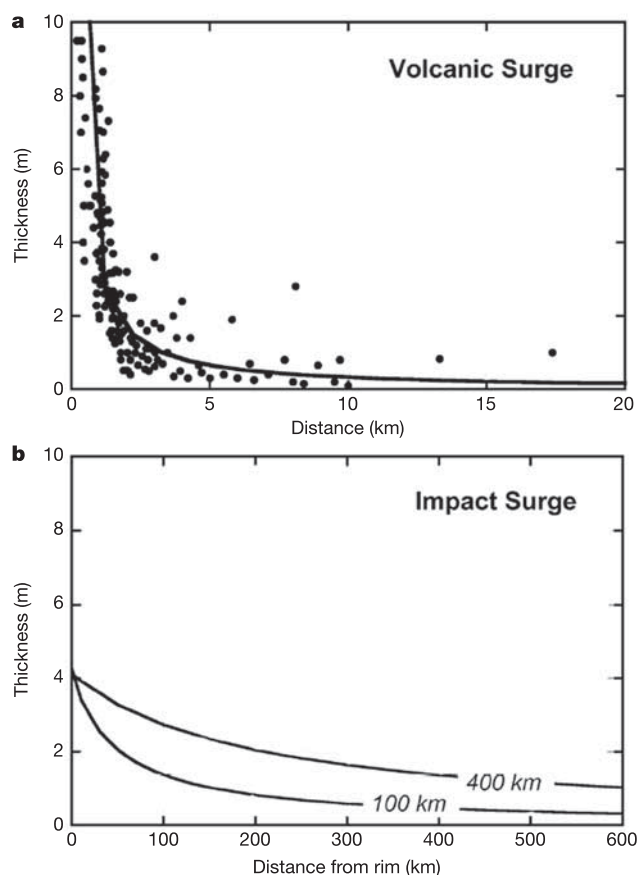 a
10
8
6
4
2
0
Thickness (m)
Volcanic Surge
0 5 10 15 20
Distance (km)
b
10
8
6
4
2
0
Thickness (m)
Impact Surge
400 km
100 km
0 100 200 300 400 500 600
Distance from rim (km)